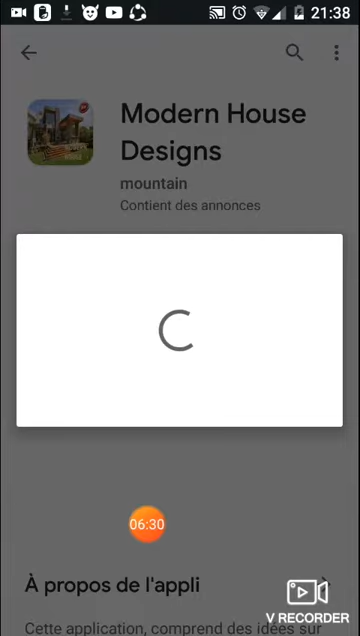 21:38
Modern House
Designs
mountain
Contient des annonces
06:30
À propos de l'appli
Cette application, comprend des idées sur
V RECORDER